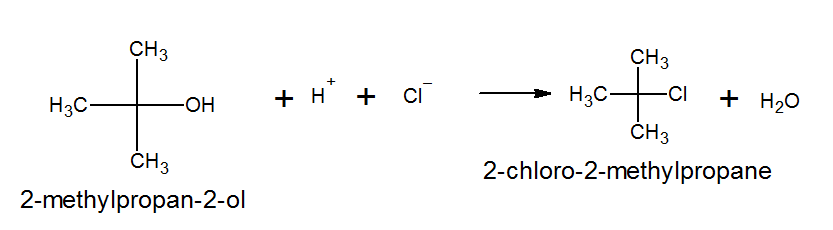 CH3 CH3
H3C OH + H+ + Cl− H3C Cl + H2O
CH3 CH3
2-methylpropan-2-ol 2-chloro-2-methylpropane